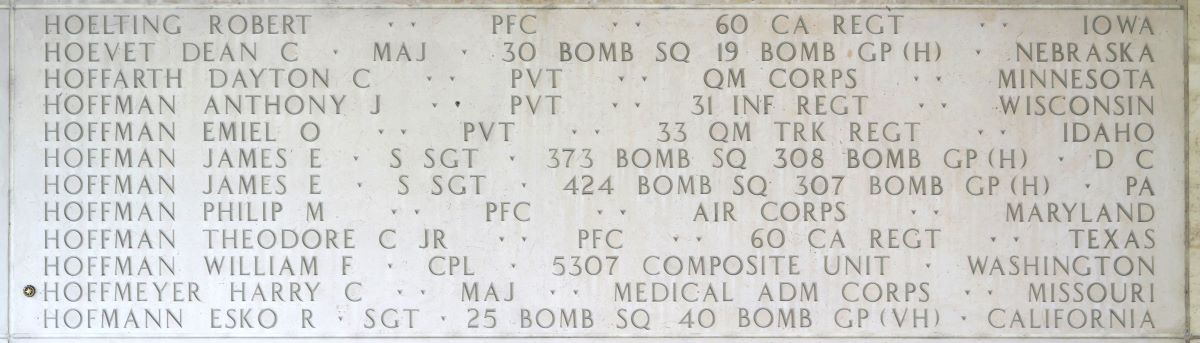 HOELTING ROBERT · · PFC · · 60 CA REGT · · IOWA
HOEVET DEAN C · MAJ · 30 BOMB SQ 19 BOMB GP (H) · NEBRASKA
HOFFARTH DAYTON C · · PVT · · QM CORPS · · MINNESOTA
HOFFMAN ANTHONY J · · PVT · · 31 INF REGT · · WISCONSIN
HOFFMAN EMIEL O · · PVT · · 33 QM TRK REGT · · IDAHO
HOFFMAN JAMES E · S SGT · 373 BOMB SQ 308 BOMB GP (H) · D C
HOFFMAN JAMES E · S SGT · 424 BOMB SQ 307 BOMB GP (H) · PA
HOFFMAN PHILIP M · · PFC · · AIR CORPS · · MARYLAND
HOFFMAN THEODORE C JR · · PFC · · 60 CA REGT · · TEXAS
HOFFMAN WILLIAM F · CPL · 5307 COMPOSITE UNIT · WASHINGTON
HOFFMEYER HARRY C · · MAJ · · MEDICAL ADM CORPS · · MISSOURI
HOFMANN ESKO R · SGT · 25 BOMB SQ 40 BOMB GP (VH) · CALIFORNIA